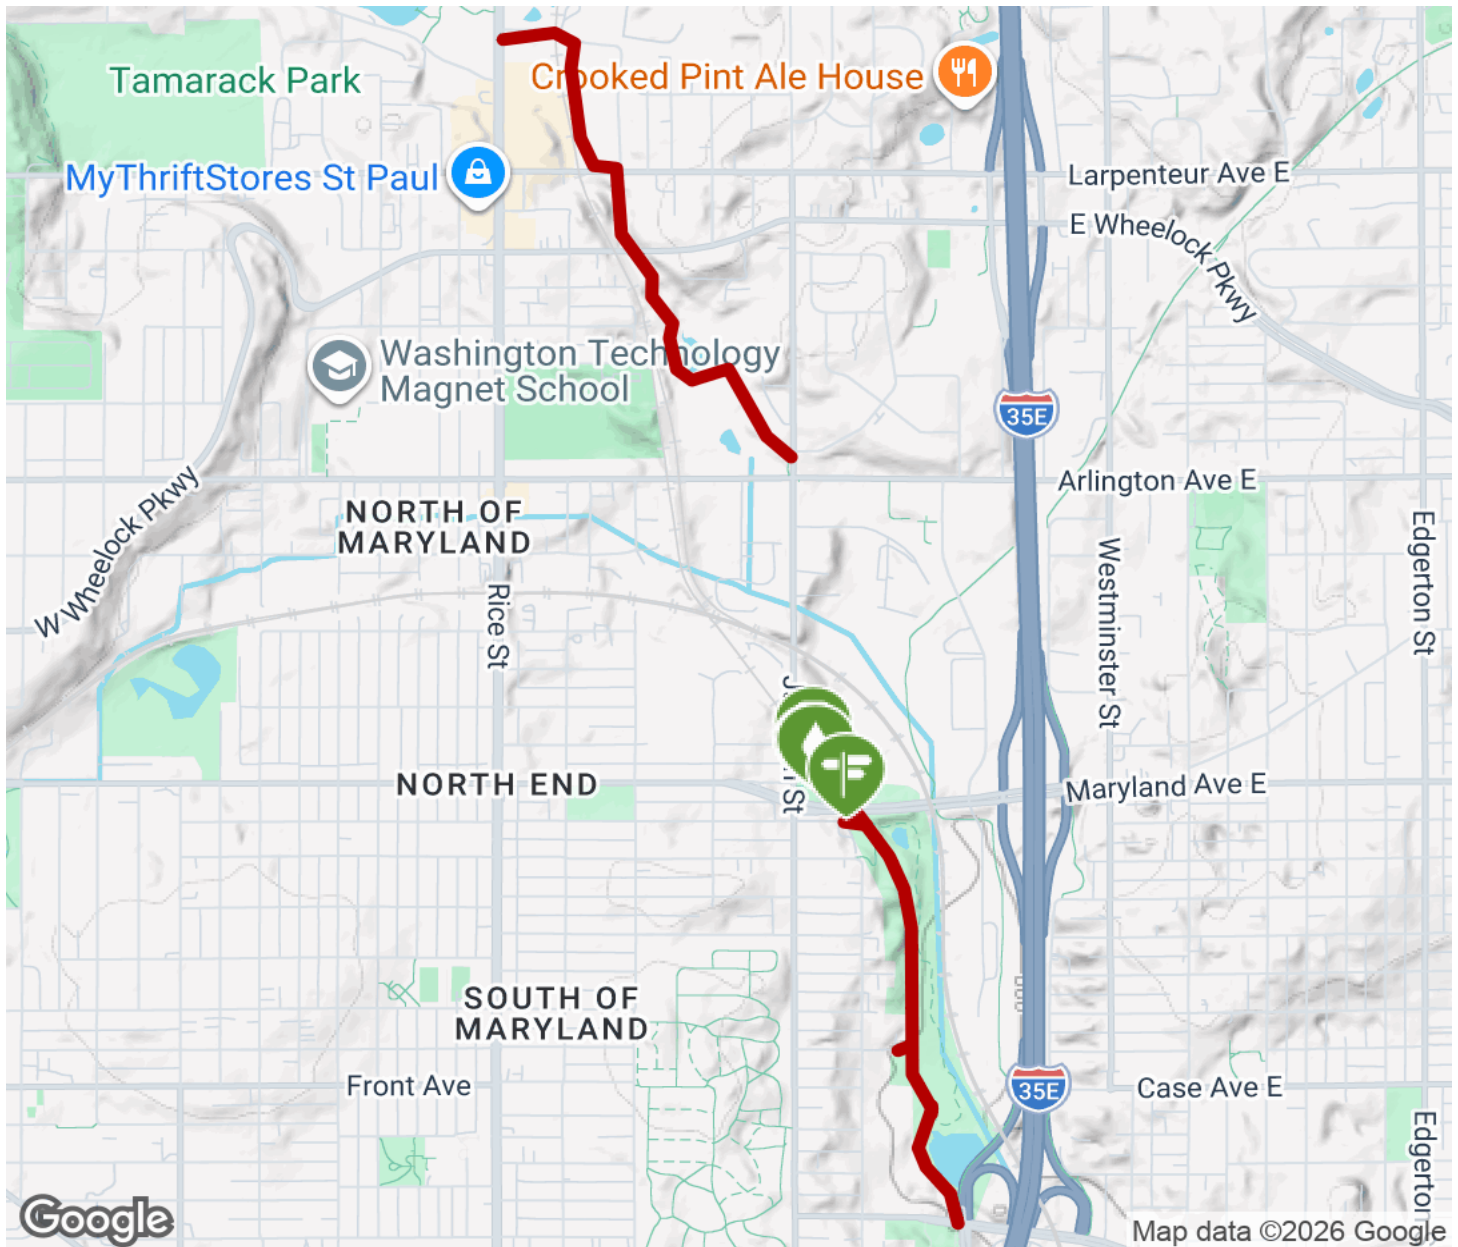 Tamarack Park
Crooked Pint Ale House
MyThriftStores St Paul
Larpenteur Ave E
E Wheelock Pkwy
Washington Technology
Magnet School
35E
W Wheelock Pkwy
Arlington Ave E
NORTH OF
MARYLAND
Rice St
Westminster St
Edgerton St
NORTH END
St
Maryland Ave E
SOUTH OF
MARYLAND
Front Ave
35E
Case Ave E
Edgerton
Google
Map data ©2026 Google